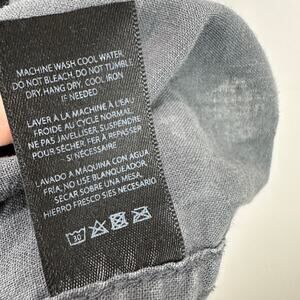 MACHINE WASH COOL WATER,
DO NOT BLEACH, DO NOT TUMBLE
DRY, HANG DRY, COOL IRON
IF NEEDED
LAVER À LA MACHINE À L'EAU
FROIDE AU CYCLE NORMAL,
NE PAS JAVELLISER, SUSPENDRE
POUR SÉCHER, FER À REPASSER
SI NÉCESSAIRE
LAVADO A MÁQUINA CON AGUA
FRÍA, NO USE BLANQUEADOR,
SECAR SOBRE UNA MESA,
HIERRO FRESCO SI ES NECESARIO
30